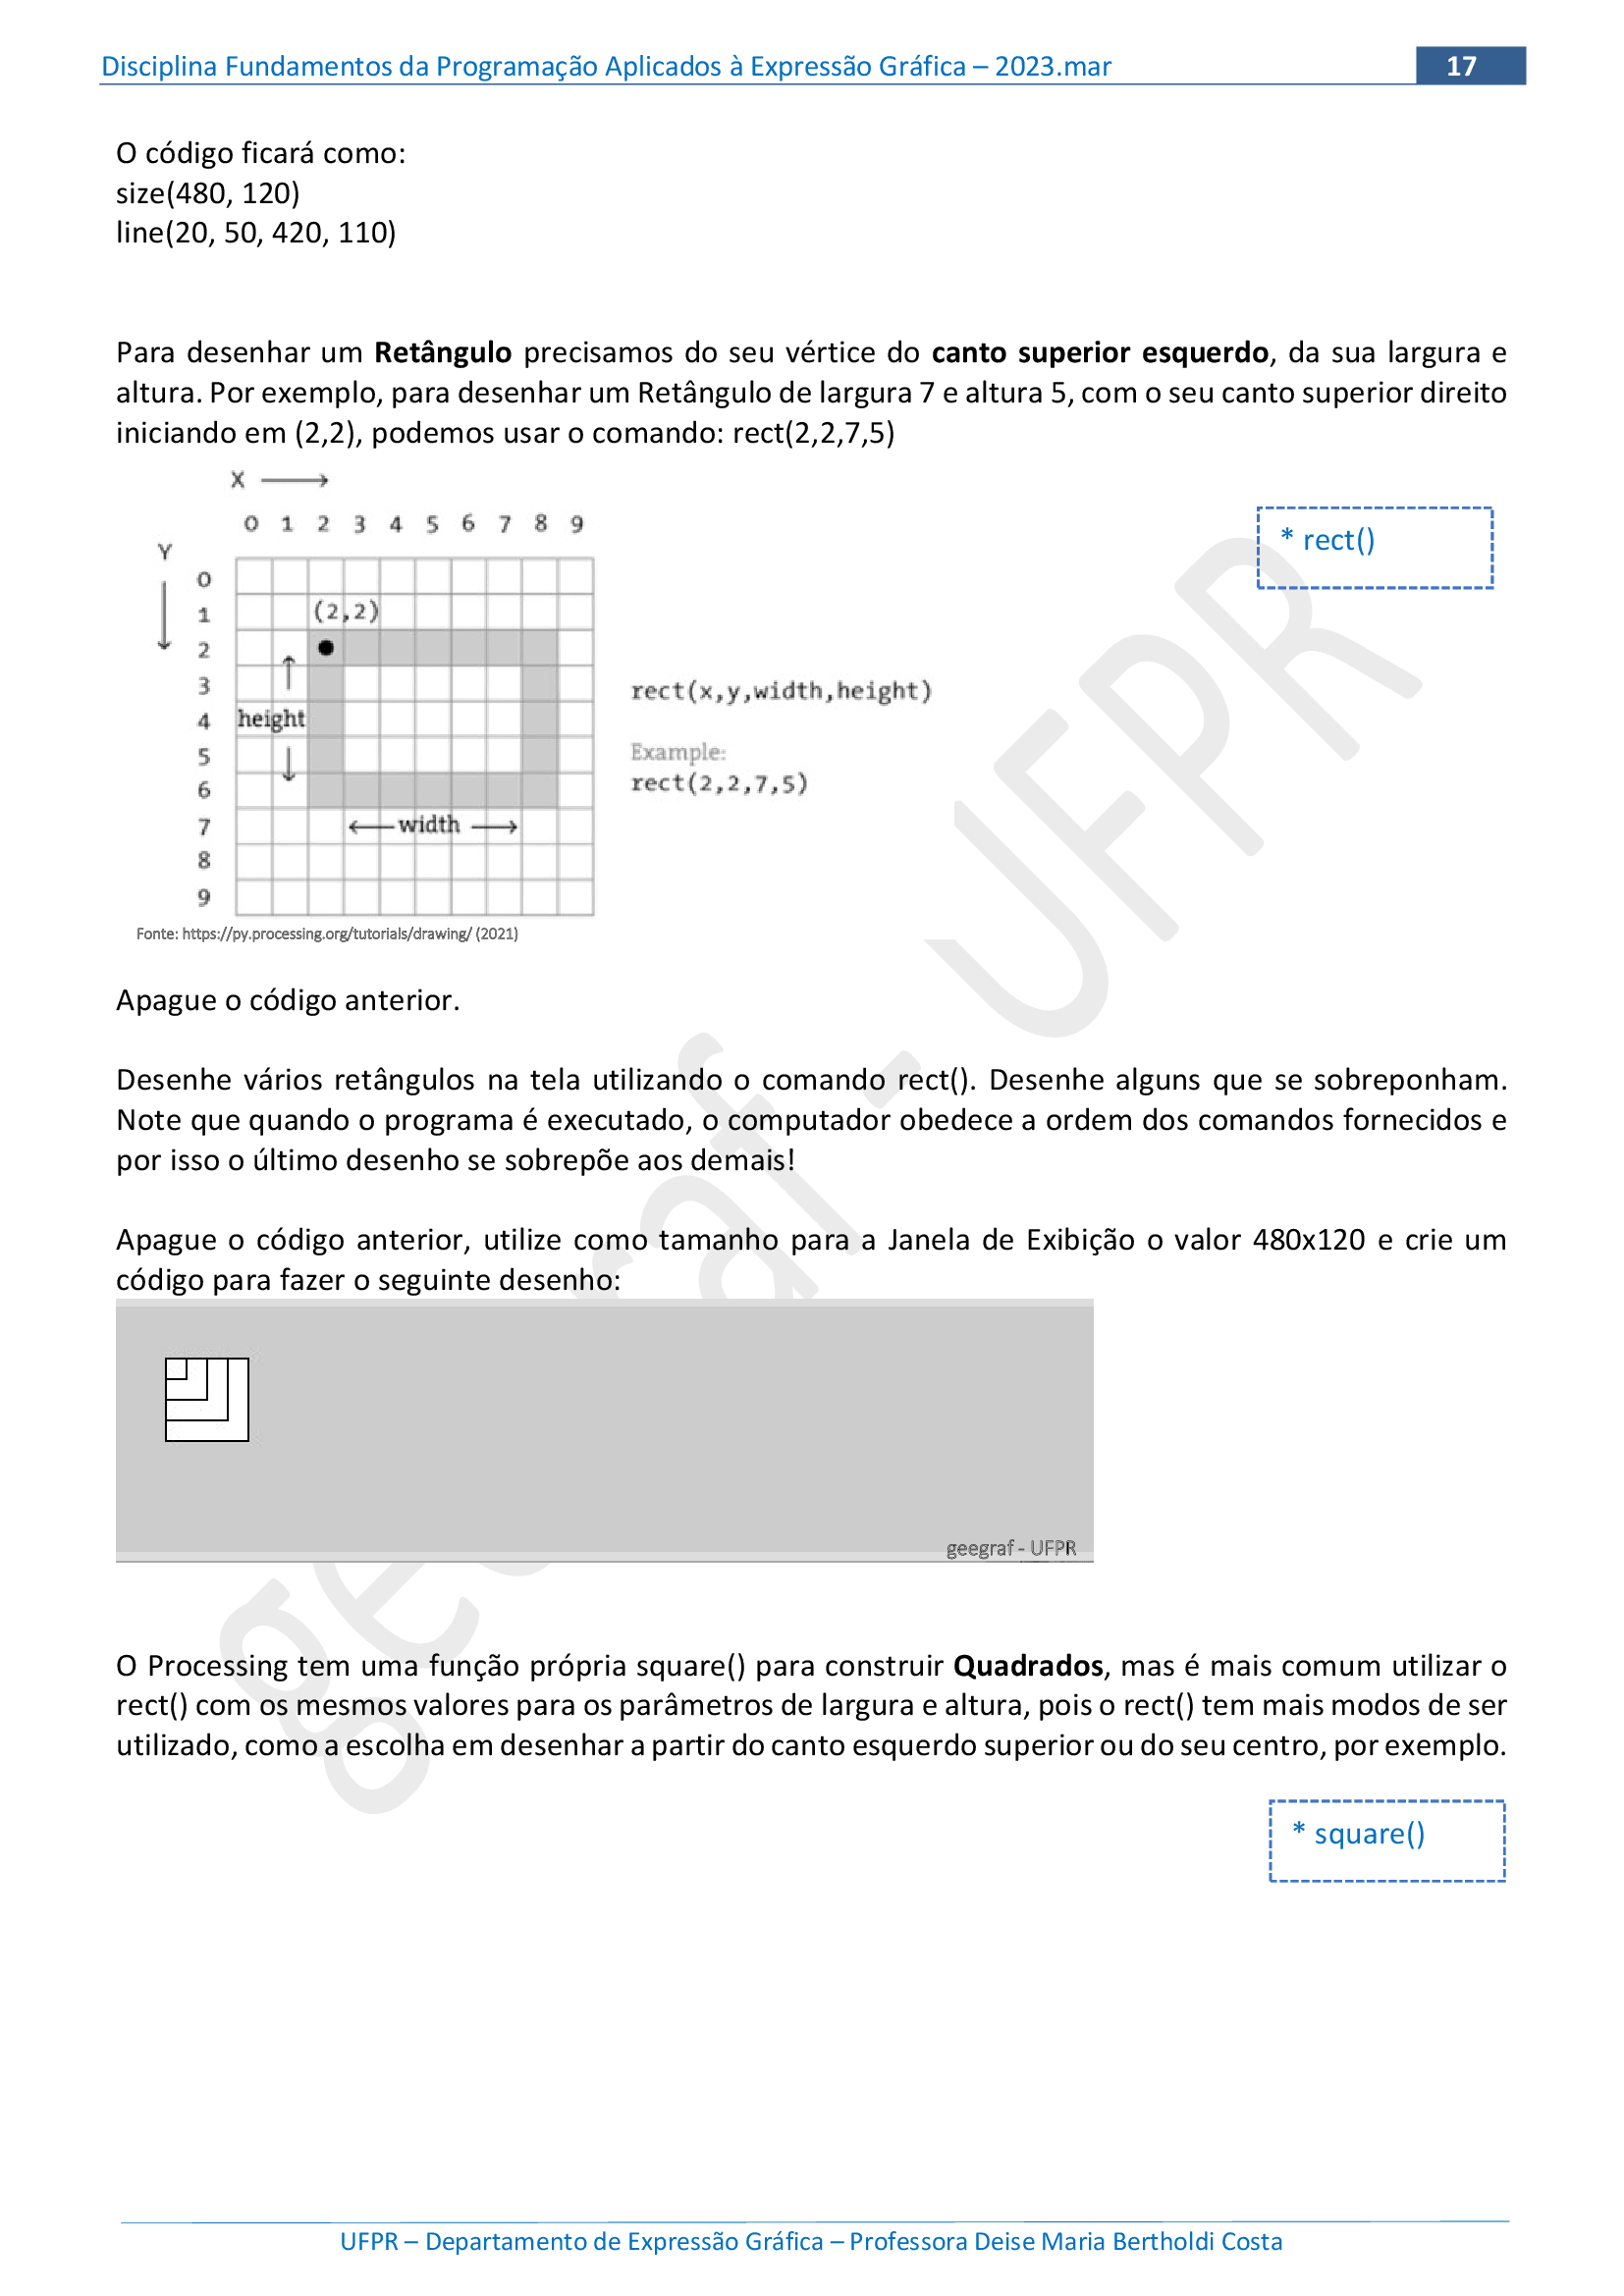 Disciplina Fundamentos da Programação Aplicados à Expressão Gráfica – 2023.mar 17
O código ficará como:
size(480, 120)
line(20, 50, 420, 110)
Para desenhar um Retângulo precisamos do seu vértice do canto superior esquerdo, da sua largura e
altura. Por exemplo, para desenhar um Retângulo de largura 7 e altura 5, com o seu canto superior direito
iniciando em (2,2), podemos usar o comando: rect(2,2,7,5)
X
0 1 2 3 4 5 6 7 8 9
* rect()
Y
0
1
(2,2)
2
3
rect(x,y,width,height)
4
height
5
Example:
6
rect(2,2,7,5)
7
width
8
9
Fonte: https://py.processing.org/tutorials/drawing/ (2021)
Apague o código anterior.
Desenhe vários retângulos na tela utilizando o comando rect(). Desenhe alguns que se sobreponham.
Note que quando o programa é executado, o computador obedece a ordem dos comandos fornecidos e
por isso o último desenho se sobrepõe aos demais!
Apague o código anterior, utilize como tamanho para a Janela de Exibição o valor 480x120 e crie um
código para fazer o seguinte desenho:
geegraf - UFPR
O Processing tem uma função própria square() para construir Quadrados, mas é mais comum utilizar o
rect() com os mesmos valores para os parâmetros de largura e altura, pois o rect() tem mais modos de ser
utilizado, como a escolha em desenhar a partir do canto esquerdo superior ou do seu centro, por exemplo.
* square()
UFPR – Departamento de Expressão Gráfica – Professora Deise Maria Bertholdi Costa